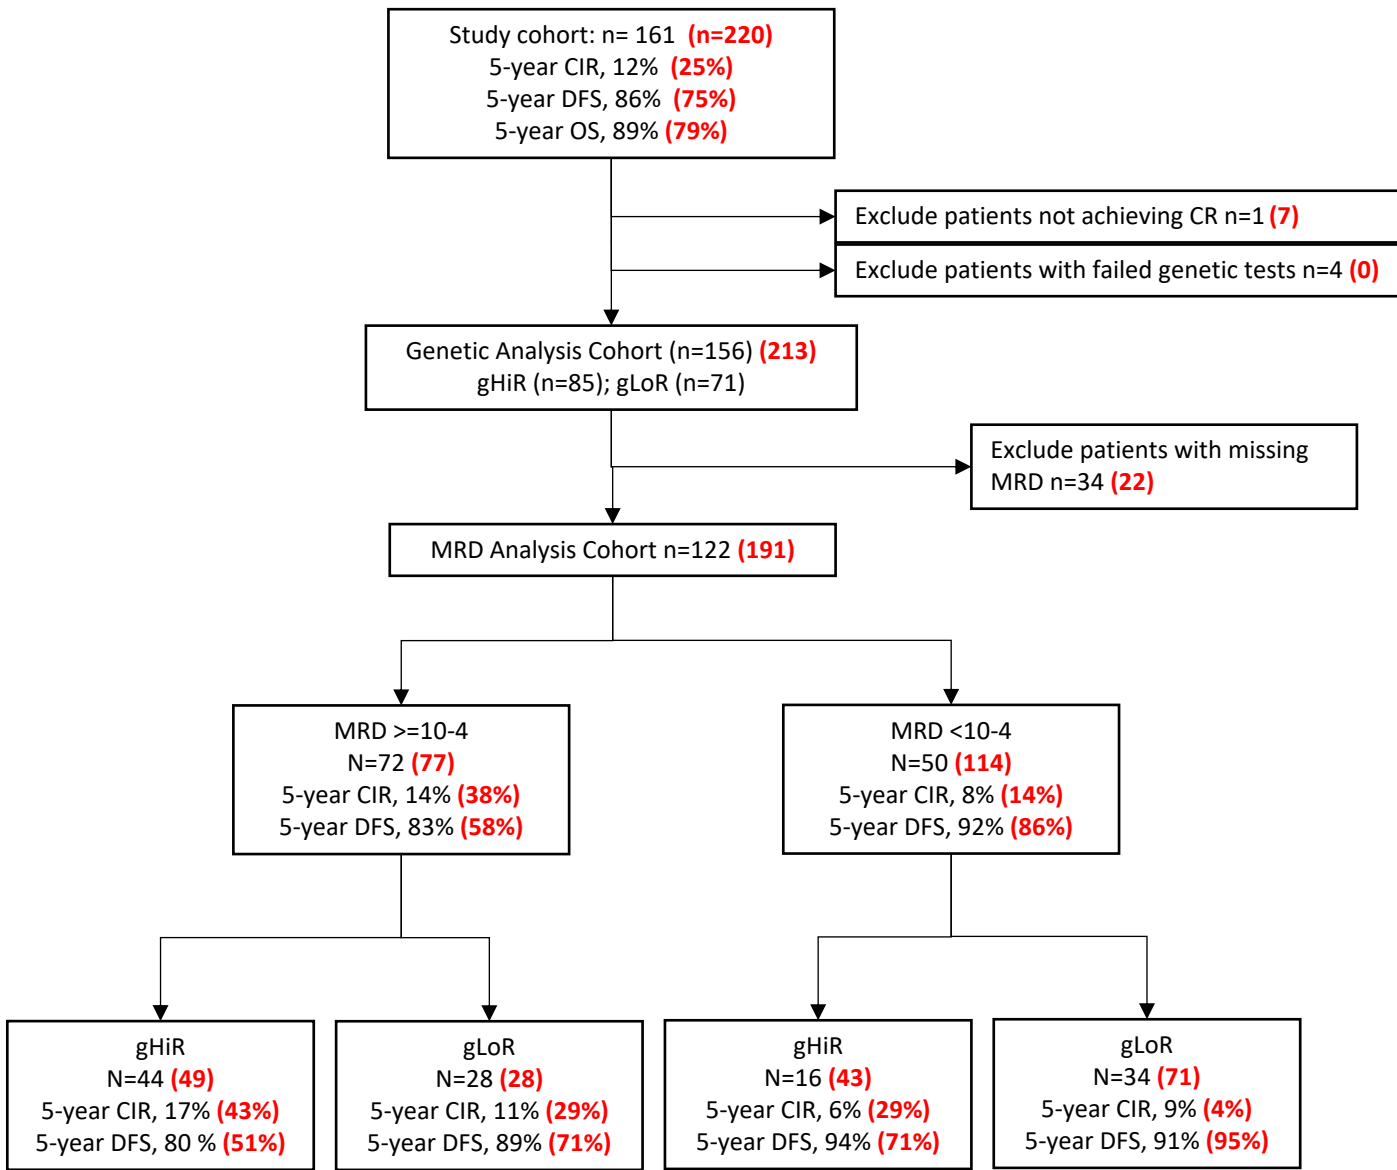 Study cohort: n= 161 (n=220)
5-year CIR, 12% (25%)
5-year DFS, 86% (75%)
5-year OS, 89% (79%)
Exclude patients not achieving CR n=1 (7)
Exclude patients with failed genetic tests n=4 (0)
Genetic Analysis Cohort (n=156) (213)
gHiR (n=85); gLoR (n=71)
Exclude patients with missing
MRD n=34 (22)
MRD Analysis Cohort n=122 (191)
MRD >=10-4
N=72 (77)
5-year CIR, 14% (38%)
5-year DFS, 83% (58%)
MRD <10-4
N=50 (114)
5-year CIR, 8% (14%)
5-year DFS, 92% (86%)
gHiR
N=44 (49)
5-year CIR, 17% (43%)
5-year DFS, 80 % (51%)
gLoR
N=28 (28)
5-year CIR, 11% (29%)
5-year DFS, 89% (71%)
gHiR
N=16 (43)
5-year CIR, 6% (29%)
5-year DFS, 94% (71%)
gLoR
N=34 (71)
5-year CIR, 9% (4%)
5-year DFS, 91% (95%)